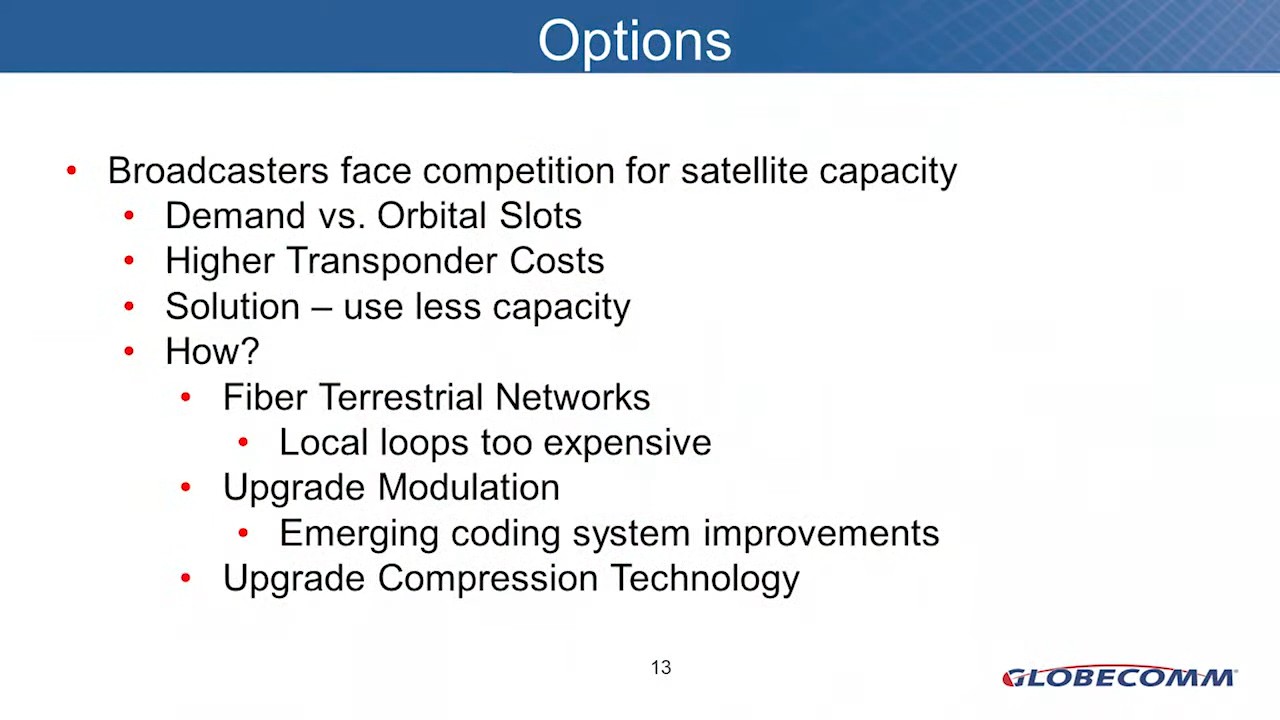 Options
• Broadcasters face competition for satellite capacity
• Demand vs. Orbital Slots
• Higher Transponder Costs
• Solution – use less capacity
• How?
• Fiber Terrestrial Networks
• Local loops too expensive
• Upgrade Modulation
• Emerging coding system improvements
• Upgrade Compression Technology
13
GLOBECOMM